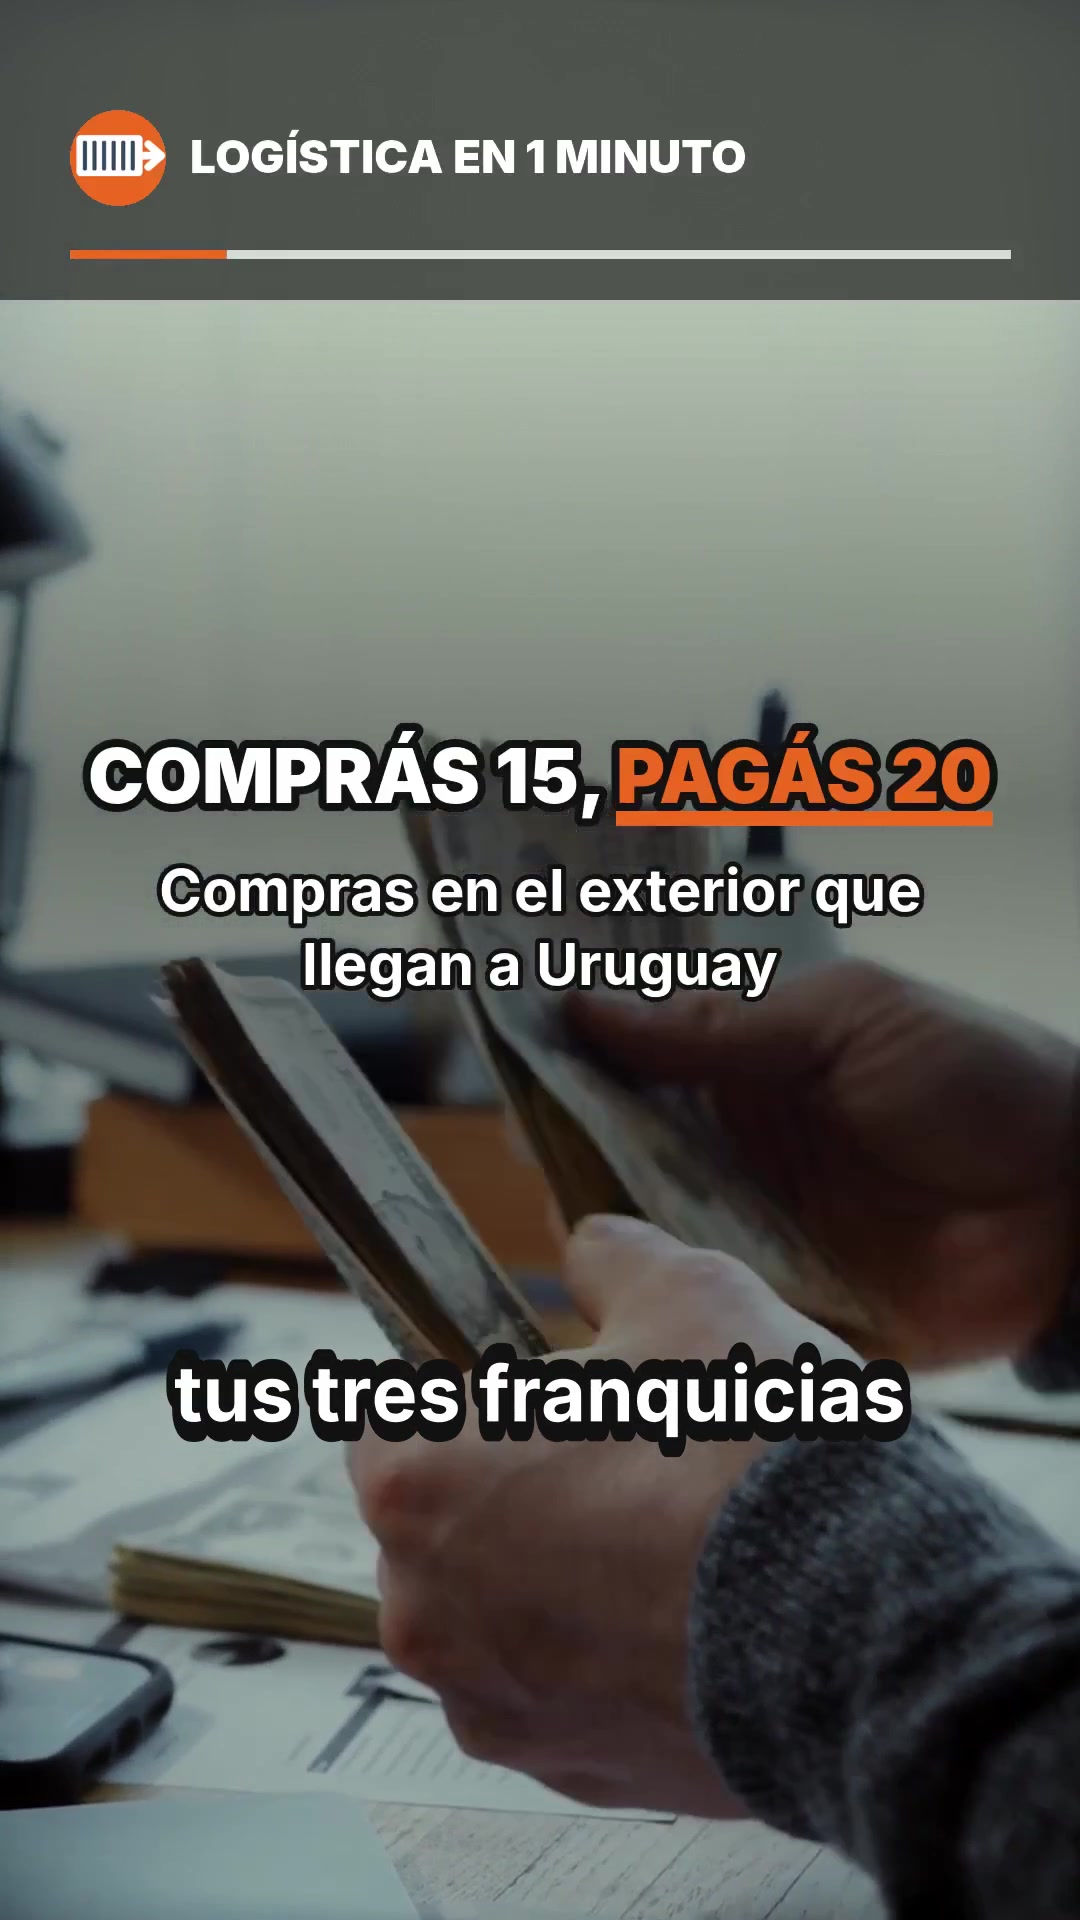 LOGÍSTICA EN 1 MINUTO
COMPRÁS 15, PAGÁS 20
Compras en el exterior que
llegan a Uruguay
tus tres franquicias